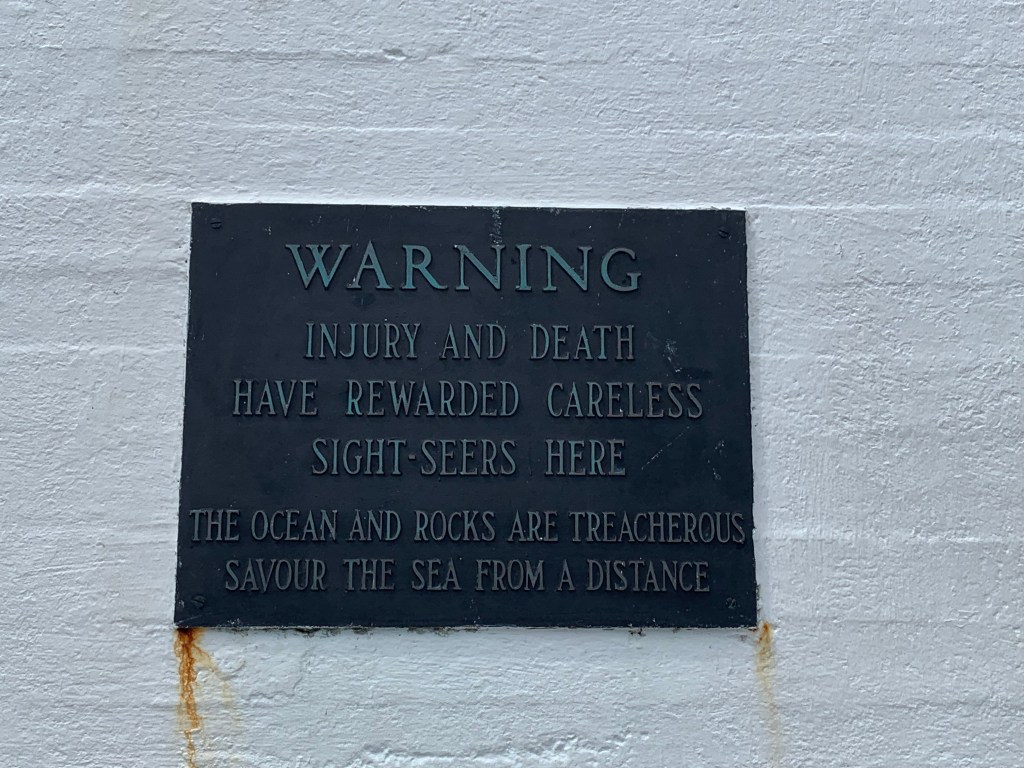 WARNING
INJURY AND DEATH
HAVE REWARDED CARELESS
SIGHT-SEERS HERE
THE OCEAN AND ROCKS ARE TREACHEROUS
SAVOUR THE SEA FROM A DISTANCE